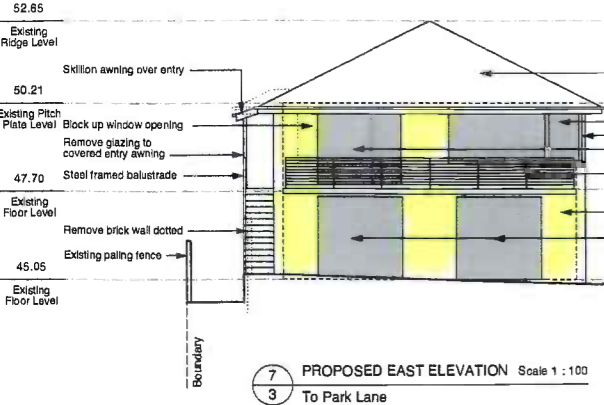 52.65
Existing
Ridge Level
Skillion awning over entry
50.21
Existing Pitch
Plate Level
Block up window opening
Remove glazing to
covered entry awning
47.70
Steel framed balustrade
Existing
Floor Level
Remove brick wall dotted
Existing paling fence
45.05
Existing
Floor Level
Boundary
7
3
PROPOSED EAST ELEVATION Scale 1 : 100
To Park Lane